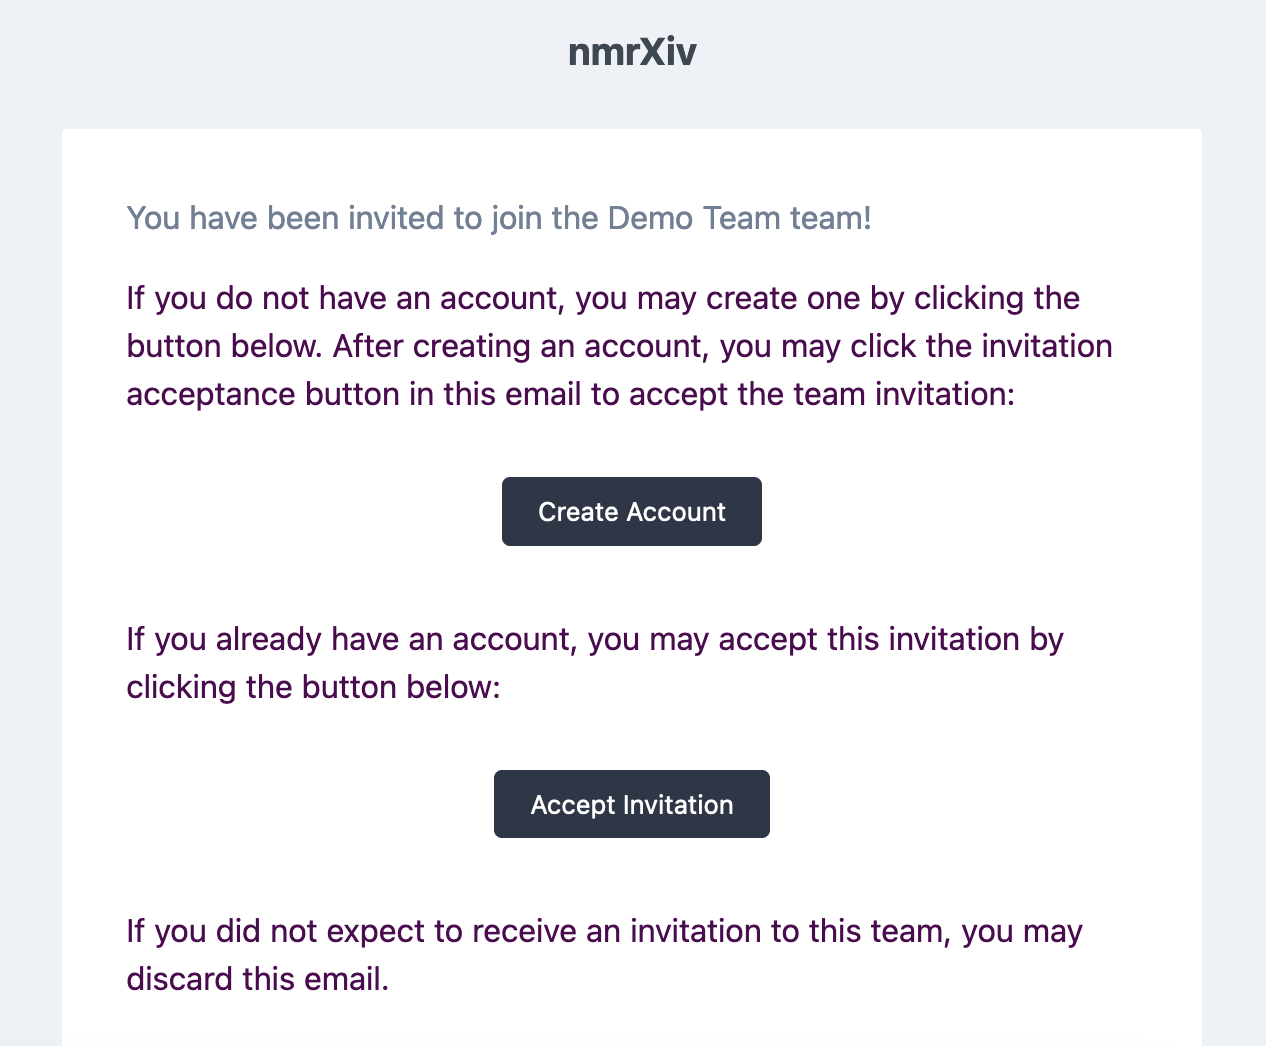 nmrXiv
You have been invited to join the Demo Team team!
If you do not have an account, you may create one by clicking the
button below. After creating an account, you may click the invitation
acceptance button in this email to accept the team invitation:
Create Account
If you already have an account, you may accept this invitation by
clicking the button below:
Accept Invitation
If you did not expect to receive an invitation to this team, you may
discard this email.